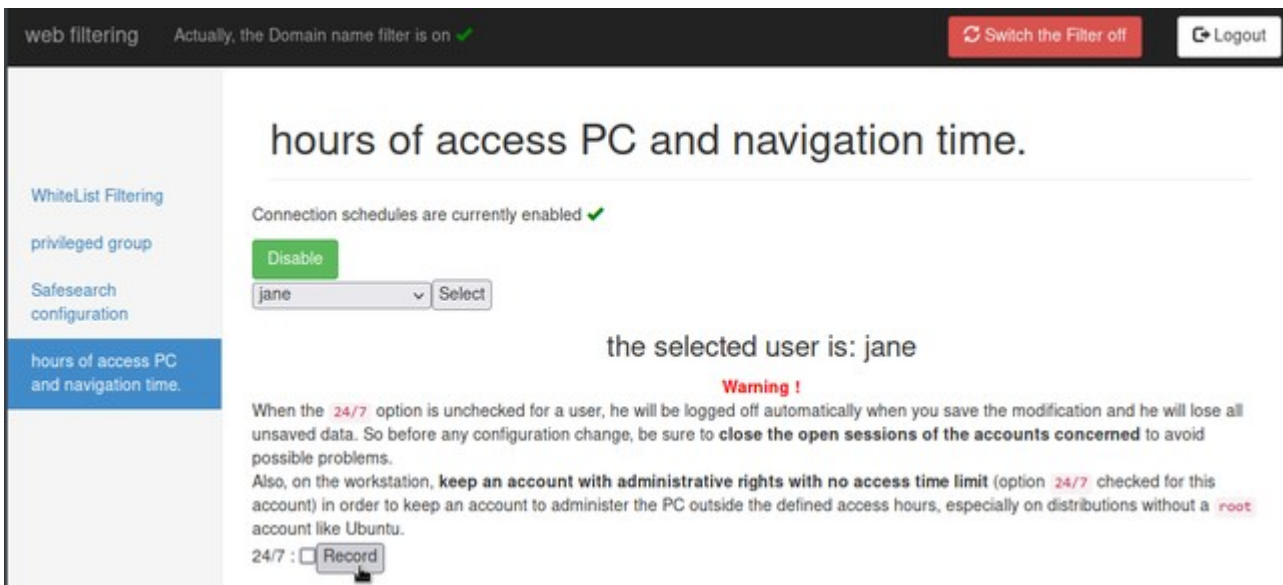 web filtering Actually, the Domain name filter is on Switch the Filter off Logout
hours of access PC and navigation time.
WhiteList Filtering
privileged group
Safesearch
configuration
hours of access PC
and navigation time.
Connection schedules are currently enabled
Disable
jane Select
the selected user is: jane
Warning !
When the 24/7 option is unchecked for a user, he will be logged off automatically when you save the modification and he will lose all
unsaved data. So before any configuration change, be sure to close the open sessions of the accounts concerned to avoid
possible problems.
Also, on the workstation, keep an account with administrative rights with no access time limit (option 24/7 checked for this
account) in order to keep an account to administer the PC outside the defined access hours, especially on distributions without a root
account like Ubuntu.
24/7 : Record